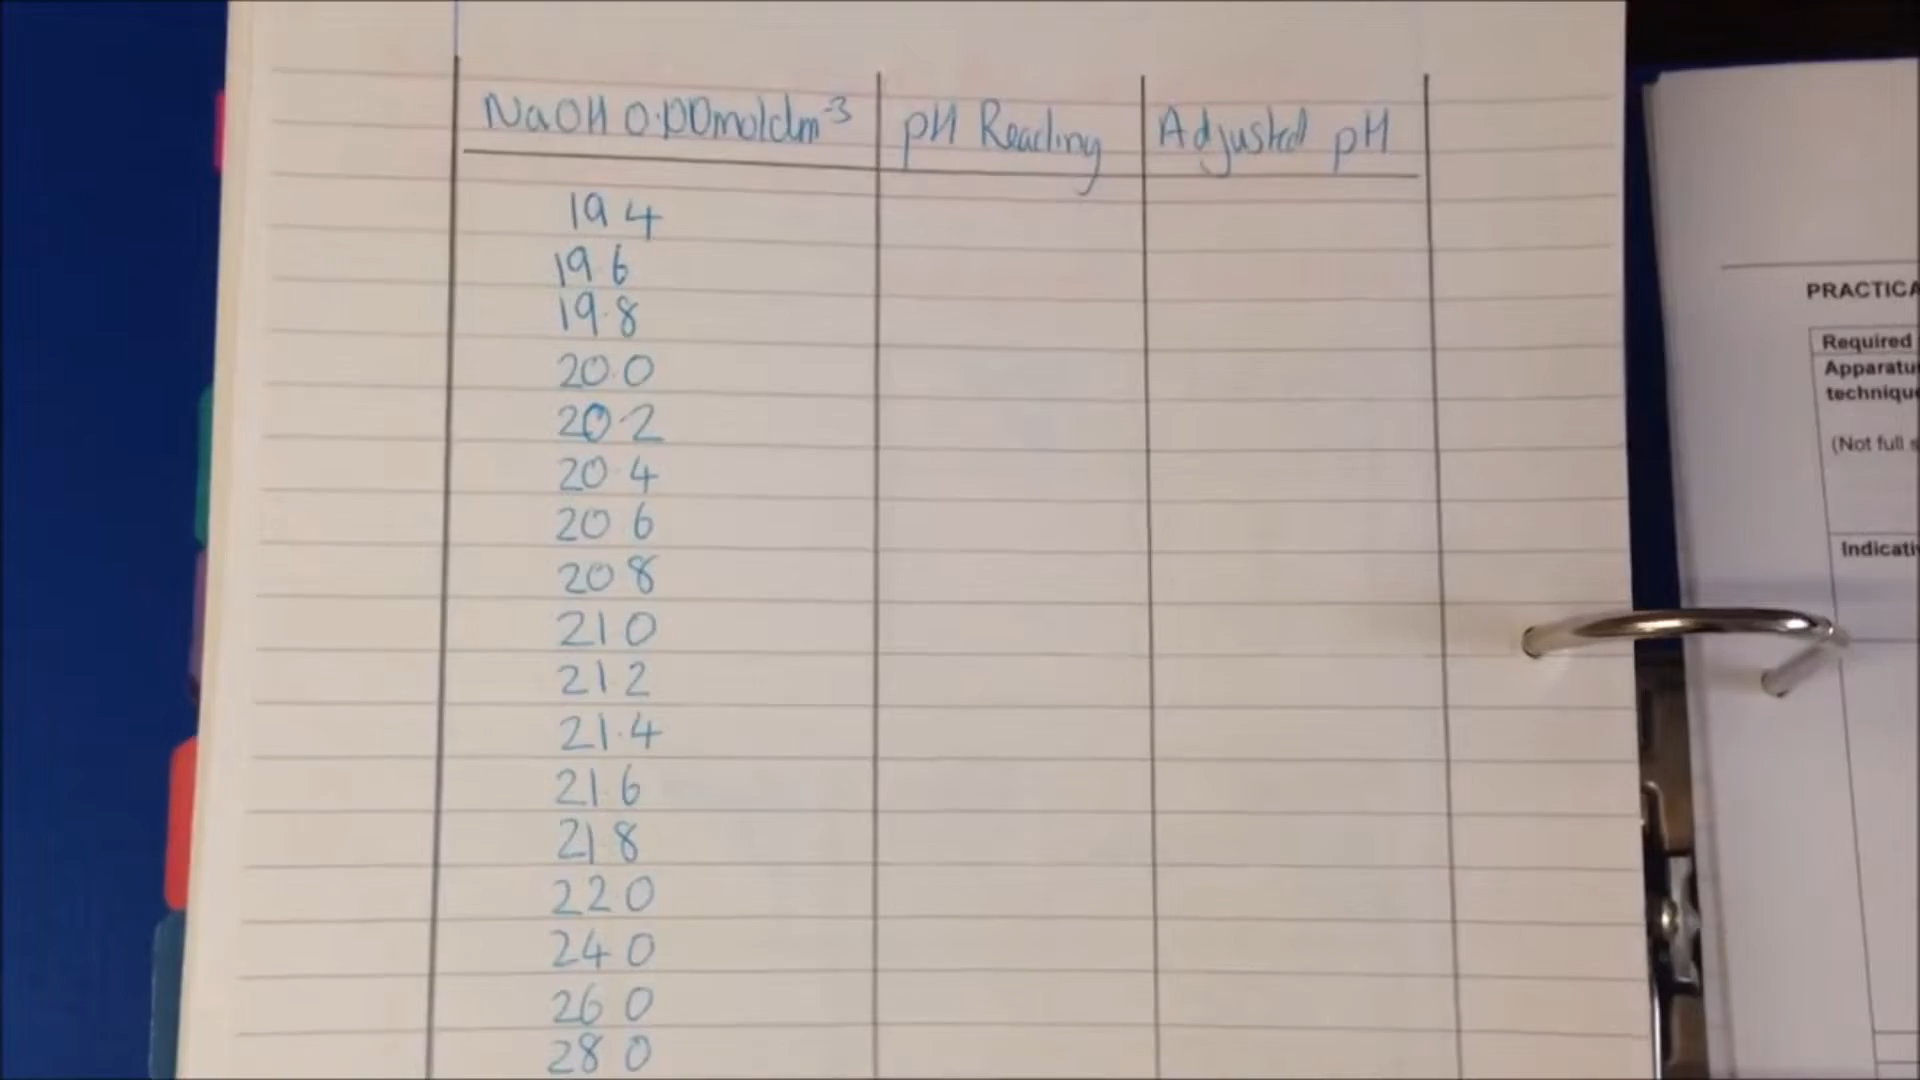 NaOH 0.100moldm-3 pH Reading Adjusted pH
19.4
19.6
19.8
20.0
20.2
20.4
20.6
20.8
21.0
21.2
21.4
21.6
21.8
22.0
24.0
26.0
28.0
PRACTICA
Required
Apparatu
technique
(Not full s
Indicati